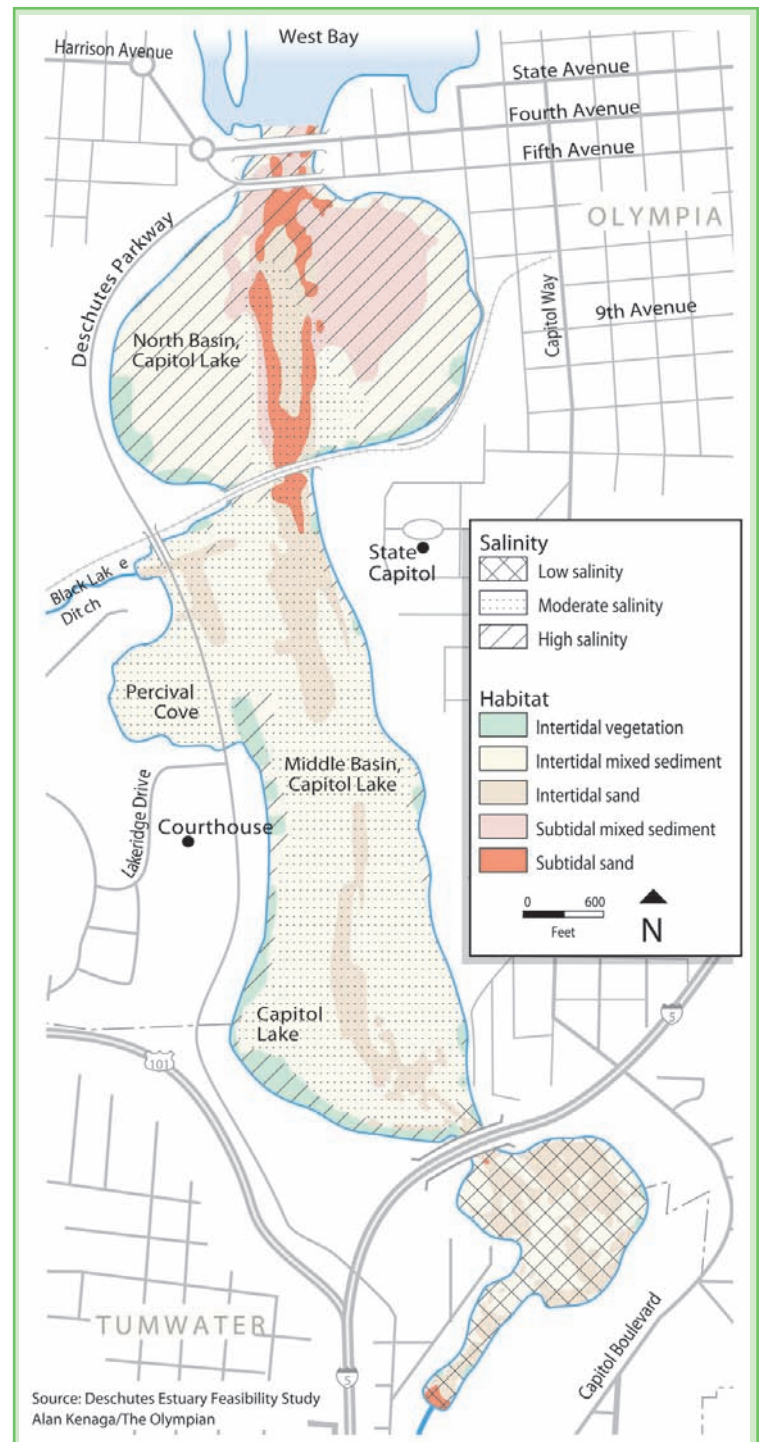 West Bay
Harrison Avenue
State Avenue
Fourth Avenue
Fifth Avenue
OLYMPIA
Deschutes Parkway
Capitol Way
9th Avenue
North Basin,
Capitol Lake
State
Capitol
Black Lak e
Dit ch
Percival
Cove
Middle Basin,
Capitol Lake
Lakeridge Drive
Courthouse
Capitol
Lake
Salinity
Low salinity
Moderate salinity
High salinity
Habitat
Intertidal vegetation
Intertidal mixed sediment
Intertidal sand
Subtidal mixed sediment
Subtidal sand
0 600
Feet
N
5
101
TUMWATER
5
Capitol Boulevard
Source: Deschutes Estuary Feasibility Study
Alan Kenaga/The Olympian